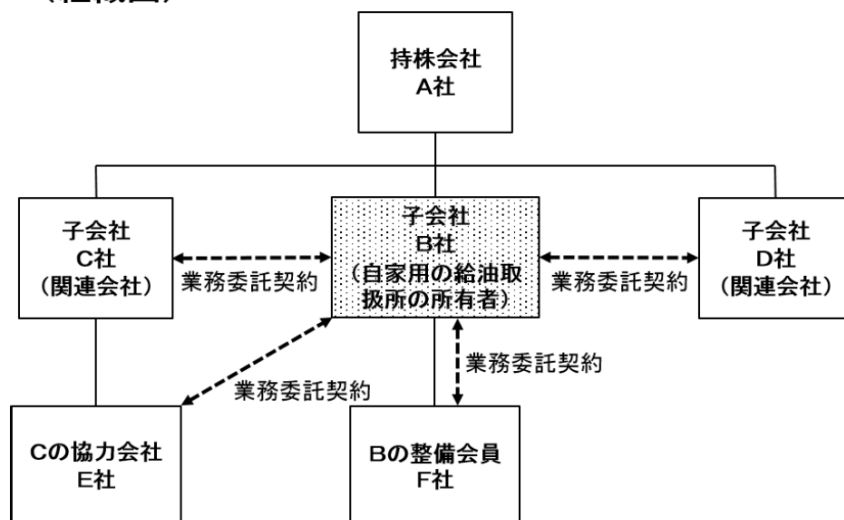 持株会社
A社
子会社
C社
（関連会社）
子会社
B社
（自家用の給油取
扱所の所有者）
子会社
D社
（関連会社）
業務委託契約
業務委託契約
業務委託契約
業務委託契約
Cの協力会社
E社
Bの整備会員
F社